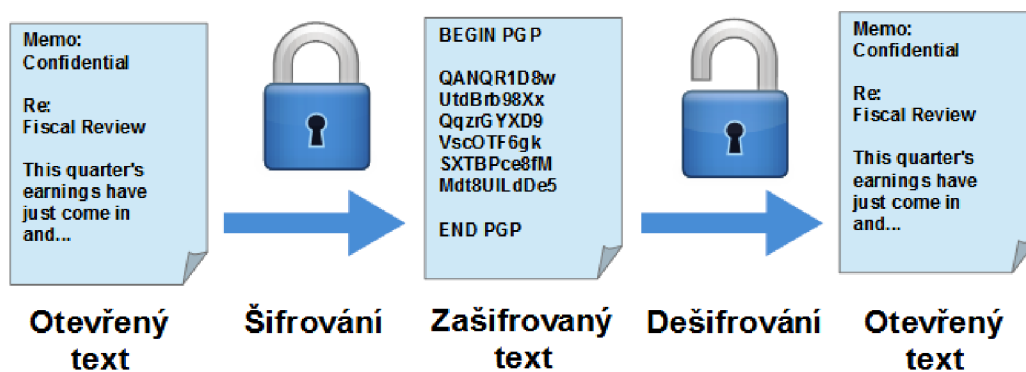 Memo:
Confidential
Re:
Fiscal Review
This quarter's
earnings have
just come in
and...
Otevřený
text
Šifrování
BEGIN PGP
QANQR1D8w
UtdBrb98Xx
QqzrGYXD9
VscOTF6gk
SXTBPce8fM
Mdt8UILdDe5
END PGP
Zašifrovaný
text
Dešifrování
Memo:
Confidential
Re:
Fiscal Review
This quarter's
earnings have
just come in
and...
Otevřený
text